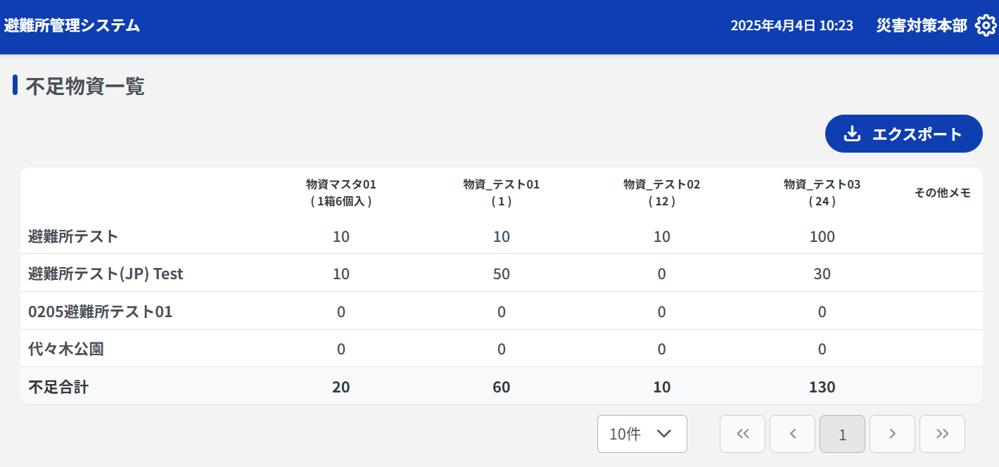 避難所管理システム 2025年4月4日 10:23 災害対策本部
不足物資一覧
エクスポート
物資マスタ01 物資_テスト01 物資_テスト02 物資_テスト03 その他メモ
( 1箱6個入 ) ( 1 ) ( 12 ) ( 24 )
避難所テスト 10 10 10 100
避難所テスト(JP) Test 10 50 0 30
0205避難所テスト01 0 0 0 0
代々木公園 0 0 0 0
不足合計 20 60 10 130
10件 1